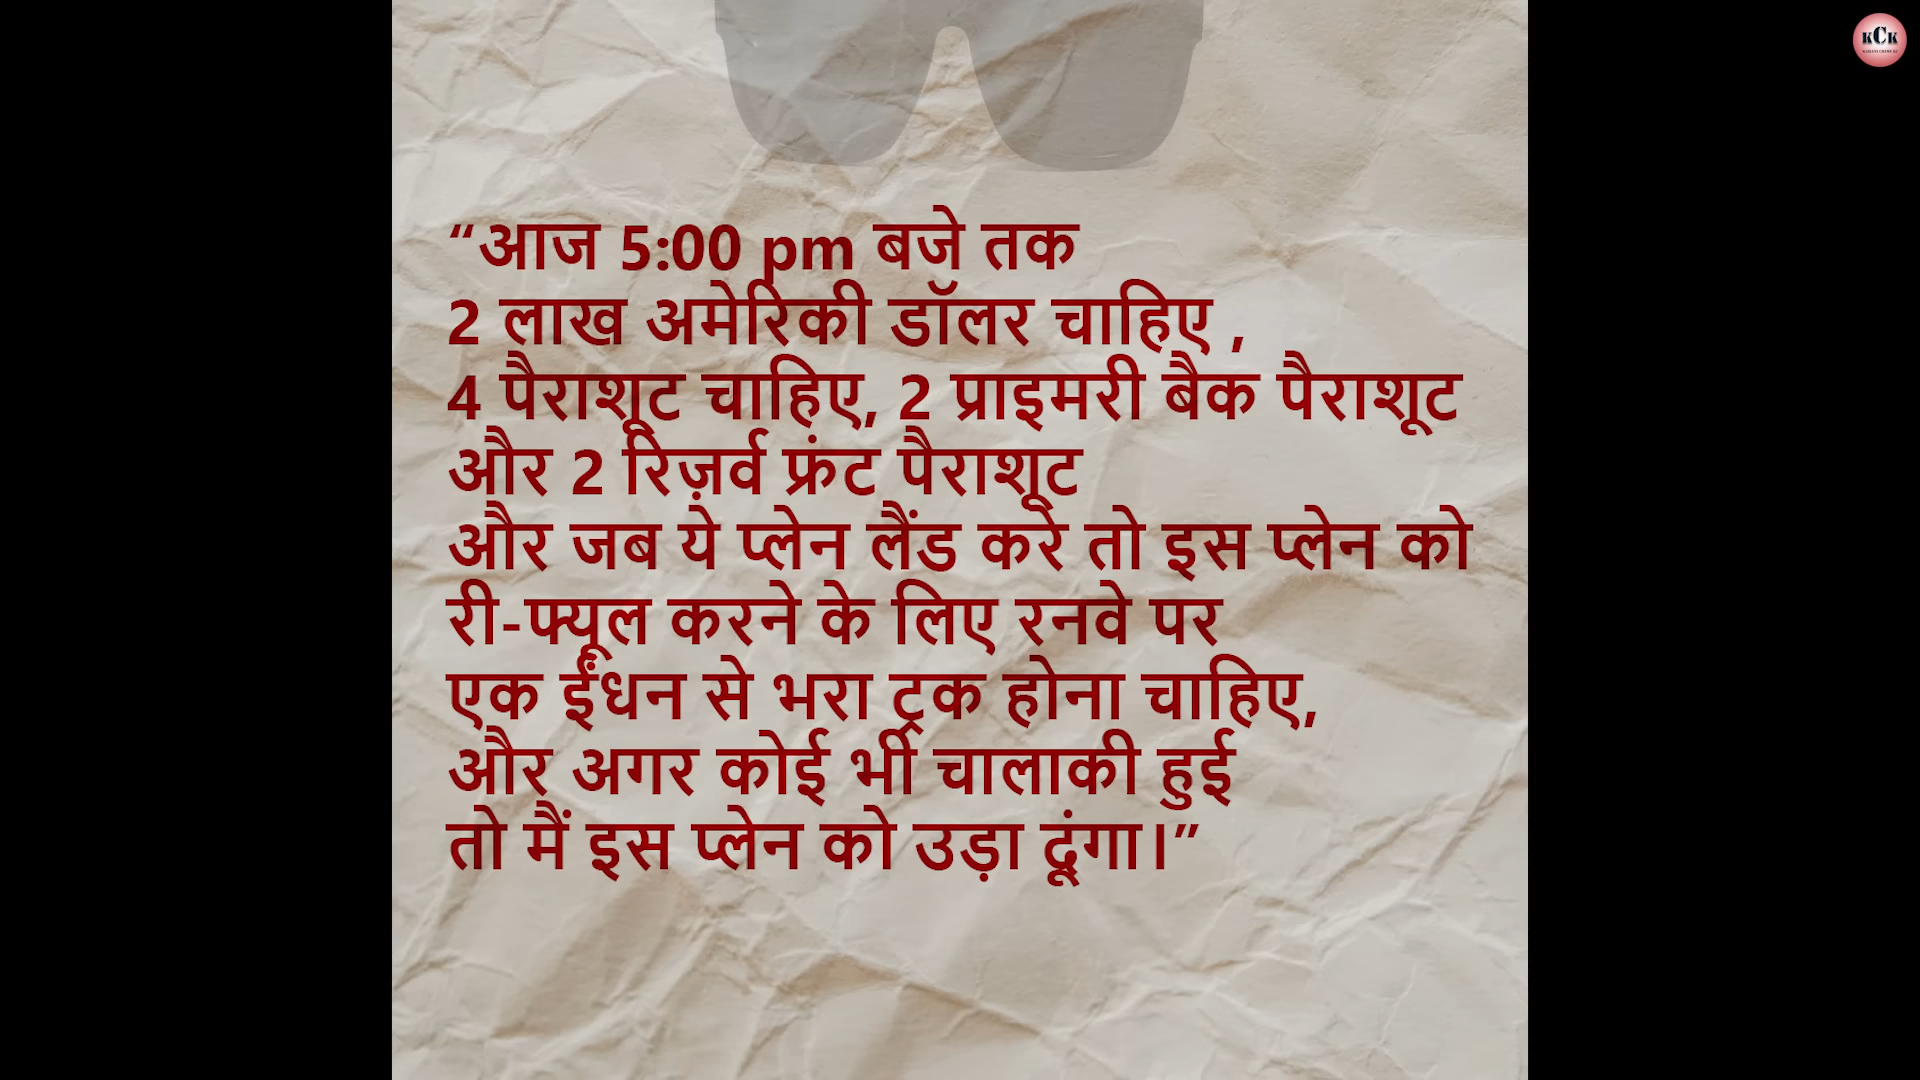 KCK
“आज 5:00 pm बजे तक
2 लाख अमेरिकी डॉलर चाहिए ,
4 पैराशूट चाहिए, 2 प्राइमरी बैक पैराशूट
और 2 रिज़र्व फ्रंट पैराशूट
और जब ये प्लेन लैंड करे तो इस प्लेन को
री-फ्यूल करने के लिए रनवे पर
एक ईंधन से भरा ट्रक होना चाहिए,
और अगर कोई भी चालाकी हुई
तो मैं इस प्लेन को उड़ा दूंगा।”